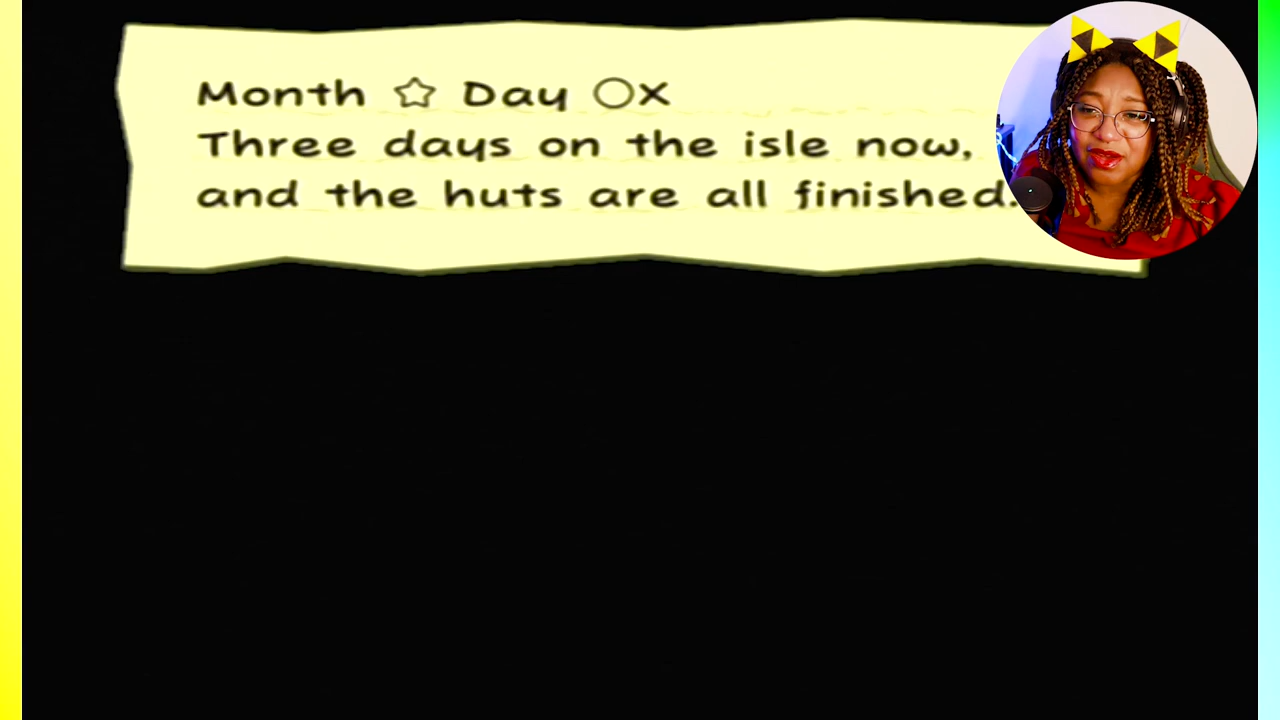 Month ☆ Day ○x
Three days on the isle now,
and the huts are all finished.